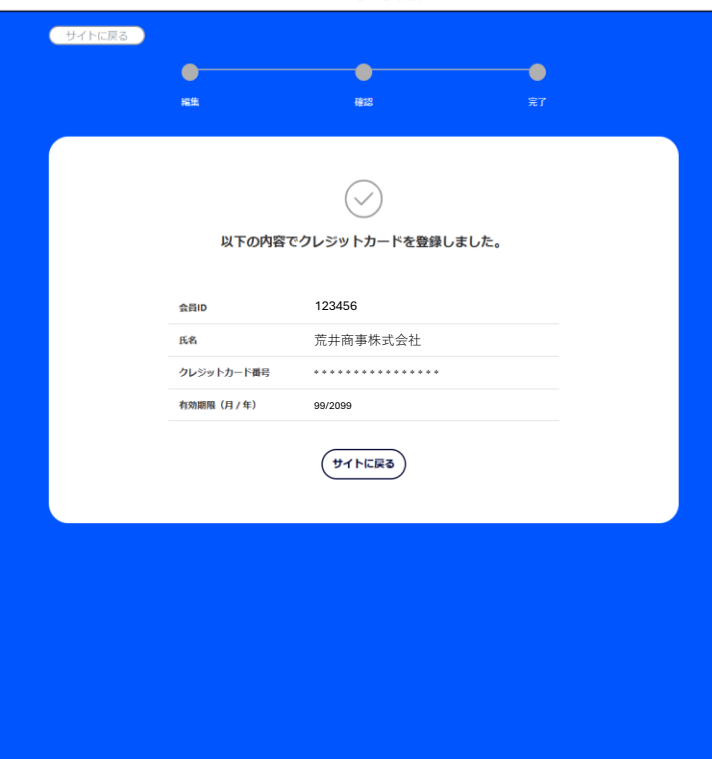 サイトに戻る
編集
確認
完了
以下の内容でクレジットカードを登録しました。
会員ID 123456
氏名 荒井商事株式会社
クレジットカード番号 ****************
有効期限（月 / 年） 99/2099
サイトに戻る